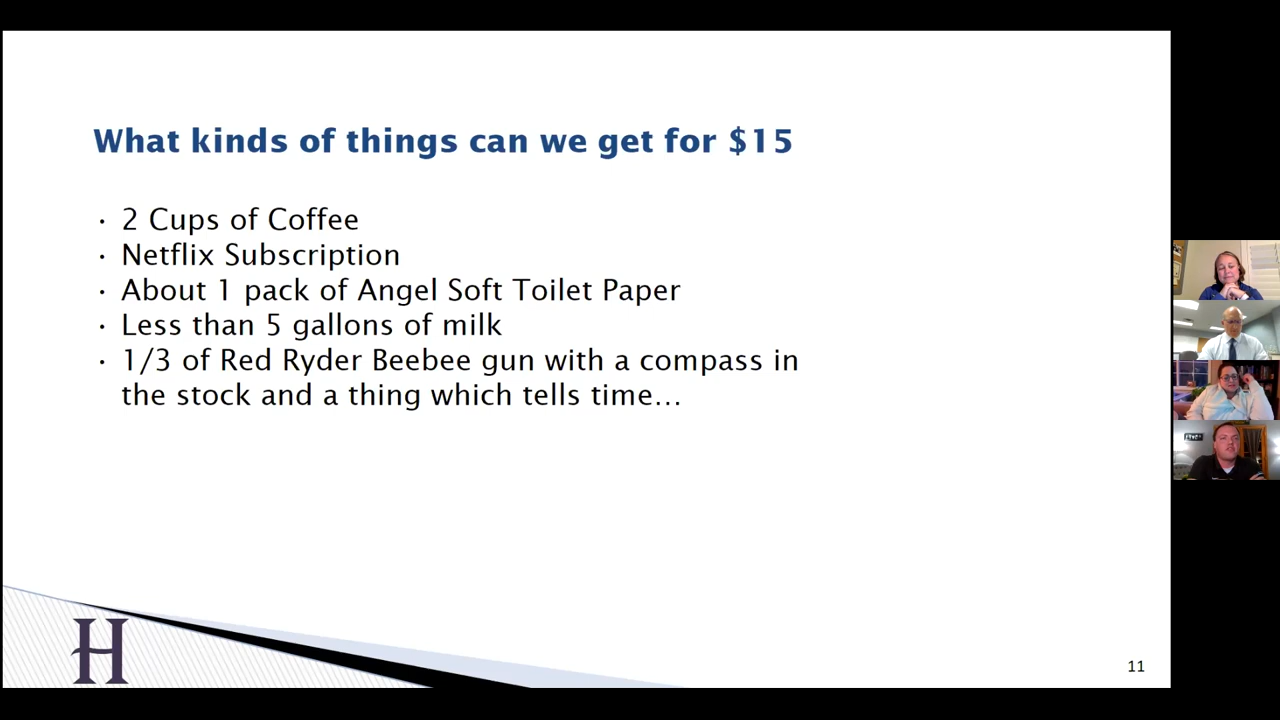 What kinds of things can we get for $15
• 2 Cups of Coffee
• Netflix Subscription
• About 1 pack of Angel Soft Toilet Paper
• Less than 5 gallons of milk
• 1/3 of Red Ryder Beebee gun with a compass in
the stock and a thing which tells time…
H
11